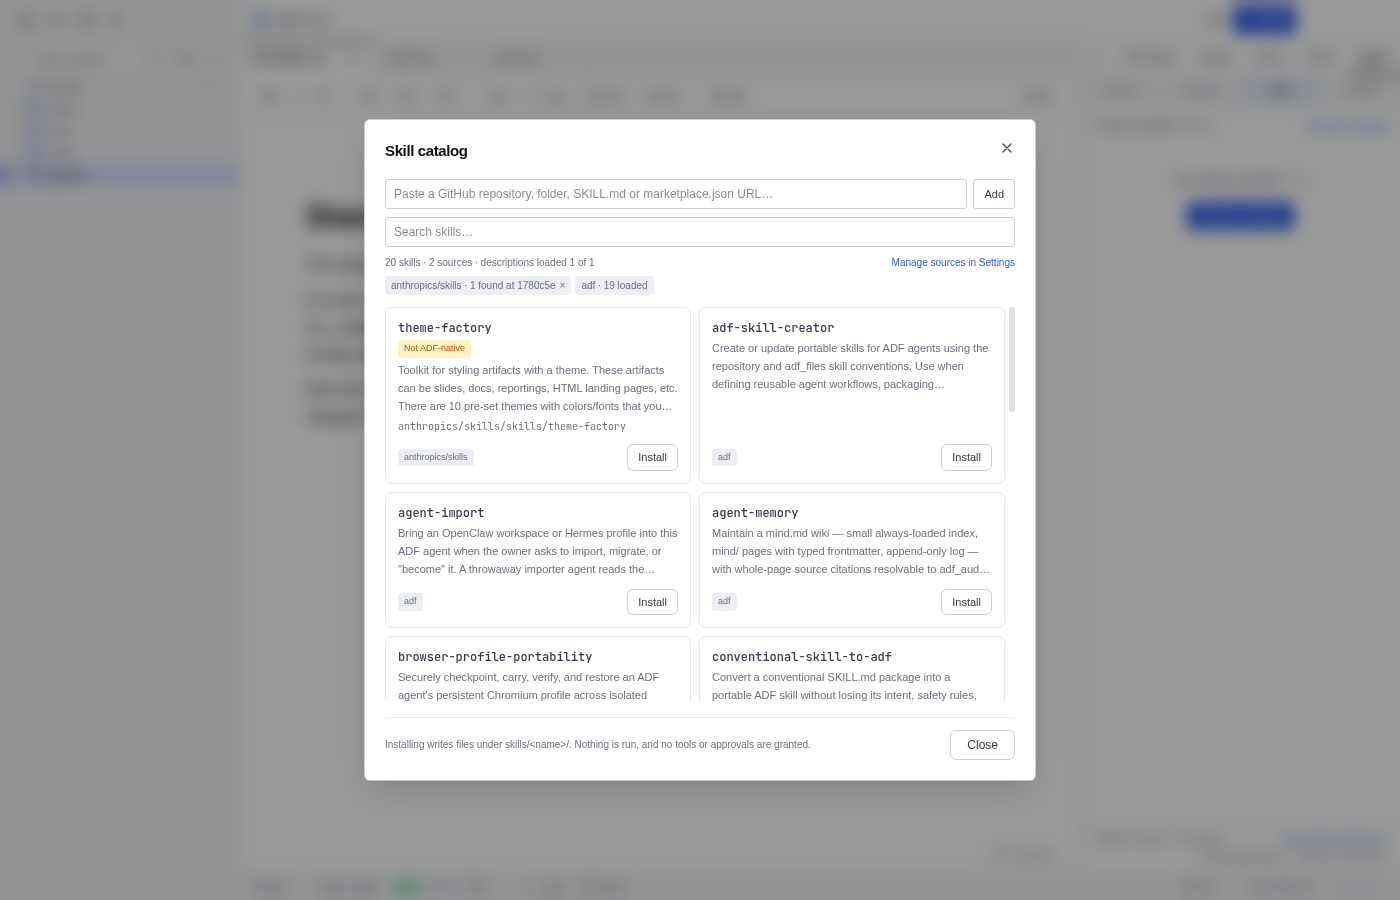 Skill catalog
Paste a GitHub repository, folder, SKILL.md or marketplace.json URL…
Add
Search skills…
20 skills · 2 sources · descriptions loaded 1 of 1
Manage sources in Settings
anthropics/skills · 1 found at 1780c5e ×
adf · 19 loaded
theme-factory
Not ADF-native
Toolkit for styling artifacts with a theme. These artifacts
can be slides, docs, reportings, HTML landing pages, etc.
There are 10 pre-set themes with colors/fonts that you…
anthropics/skills/skills/theme-factory
anthropics/skills
Install
adf-skill-creator
Create or update portable skills for ADF agents using the
repository and adf_files skill conventions. Use when
defining reusable agent workflows, packaging…
adf
Install
agent-import
Bring an OpenClaw workspace or Hermes profile into this
ADF agent when the owner asks to import, migrate, or
"become" it. A throwaway importer agent reads the…
adf
Install
agent-memory
Maintain a mind.md wiki — small always-loaded index,
mind/ pages with typed frontmatter, append-only log —
with whole-page source citations resolvable to adf_aud…
adf
Install
browser-profile-portability
Securely checkpoint, carry, verify, and restore an ADF
agent's persistent Chromium profile across isolated
conventional-skill-to-adf
Convert a conventional SKILL.md package into a
portable ADF skill without losing its intent, safety rules,
Installing writes files under skills/<name>/. Nothing is run, and no tools or approvals are granted.
Close